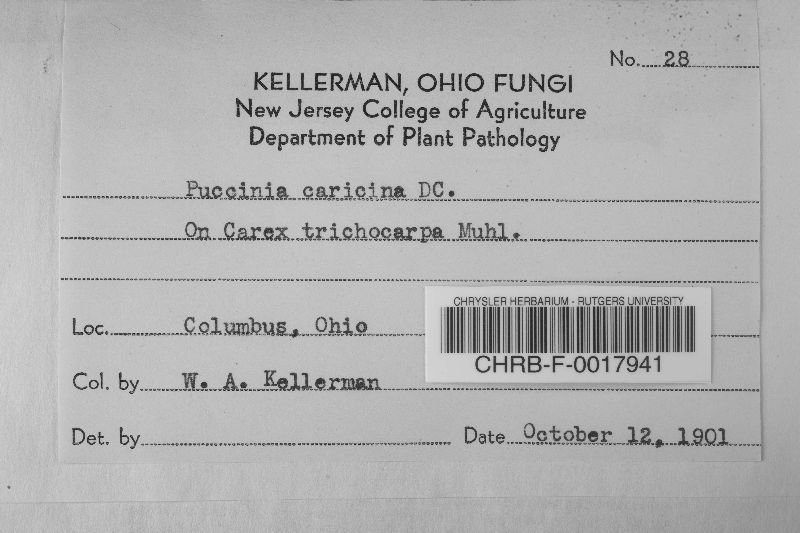 No. 28
KELLERMAN, OHIO FUNGI
New Jersey College of Agriculture
Department of Plant Pathology
Puccinia caricina DC.
On Carex trichocarpa Muhl.
CHRYSLER HERBARIUM - RUTGERS UNIVERSITY
Loc. Columbus, Ohio
CHRB-F-0017941
Col. by W. A. Kellerman
Det. by Date October 12, 1901